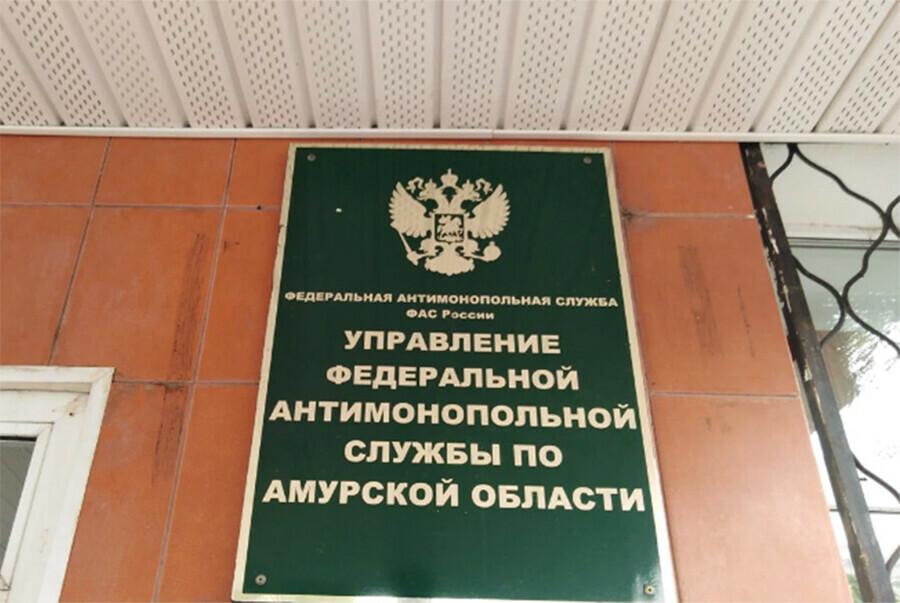 ФЕДЕРАЛЬНАЯ АНТИМОНОПОЛЬНАЯ СЛУЖБА
ФАС России
УПРАВЛЕНИЕ
ФЕДЕРАЛЬНОЙ
АНТИМОНОПОЛЬНОЙ
СЛУЖБЫ ПО
АМУРСКОЙ ОБЛАСТИ